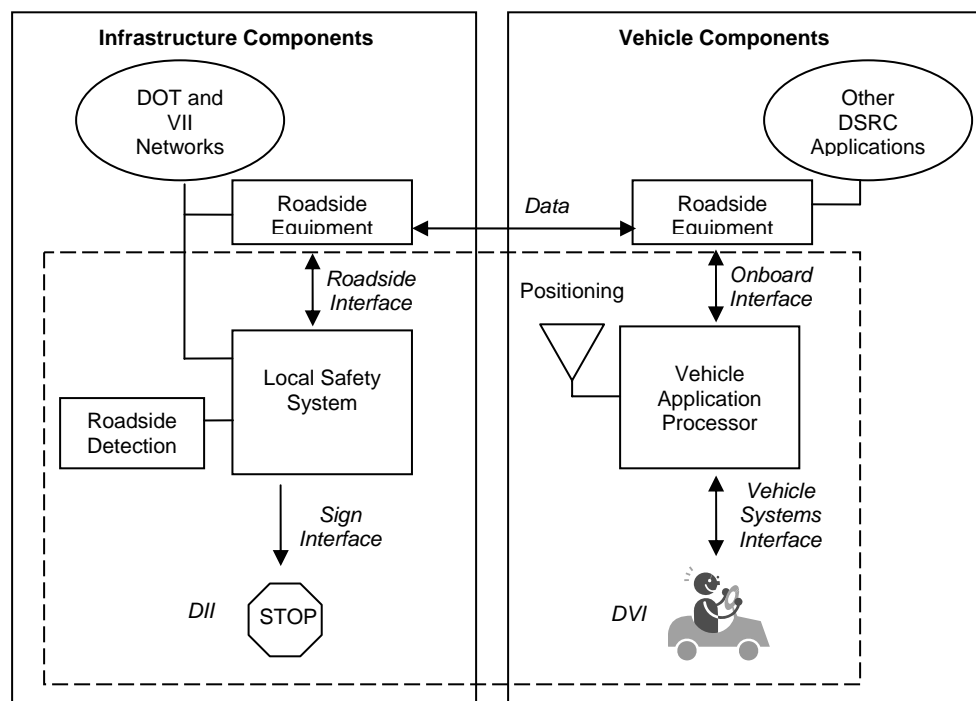 Infrastructure Components
DOT and
VII
Networks
Roadside
Equipment
Roadside
Interface
Local Safety
System
Roadside
Detection
Sign
Interface
DII
STOP
Data
Vehicle Components
Other
DSRC
Applications
Roadside
Equipment
Onboard
Interface
Positioning
Vehicle
Application
Processor
Vehicle
Systems
Interface
DVI